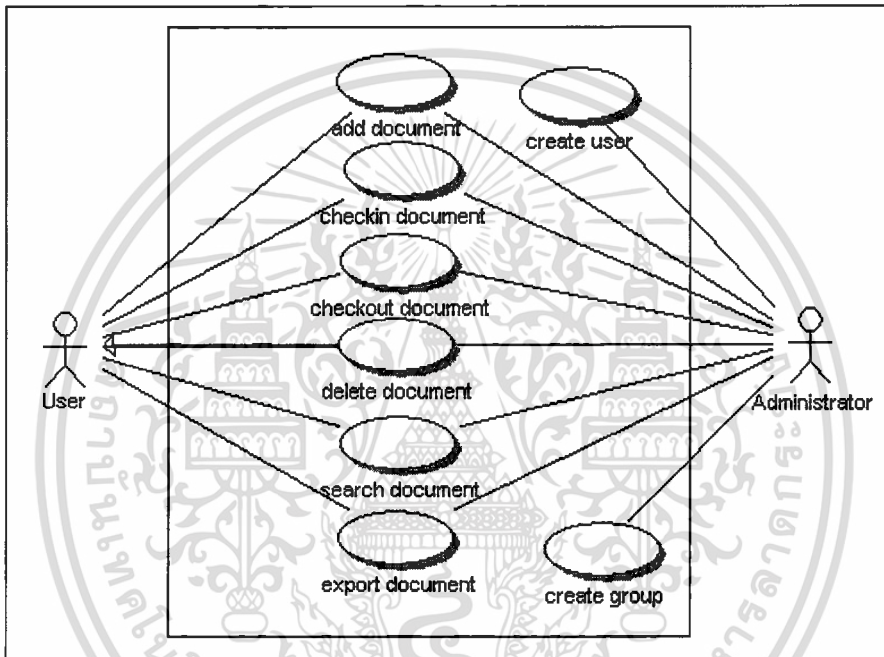 add document
create user
checkin document
checkout document
delete document
User
Administrator
search document
export document
create group